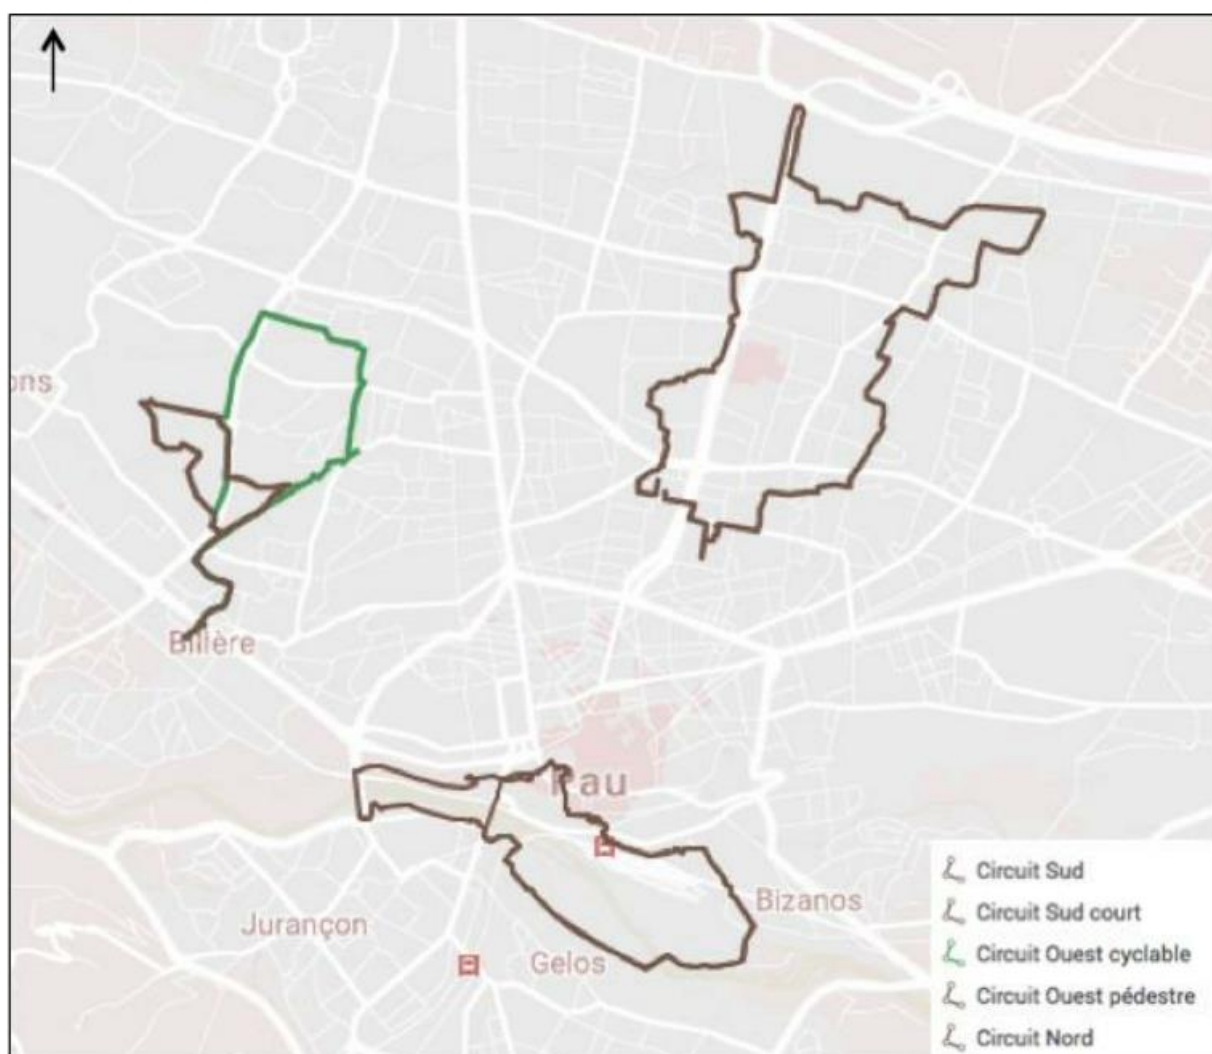 ons
Billère
Pau
Bizanos
Jurançon
Gelos
Circuit Sud
Circuit Sud court
Circuit Ouest cyclable
Circuit Ouest pédestre
Circuit Nord